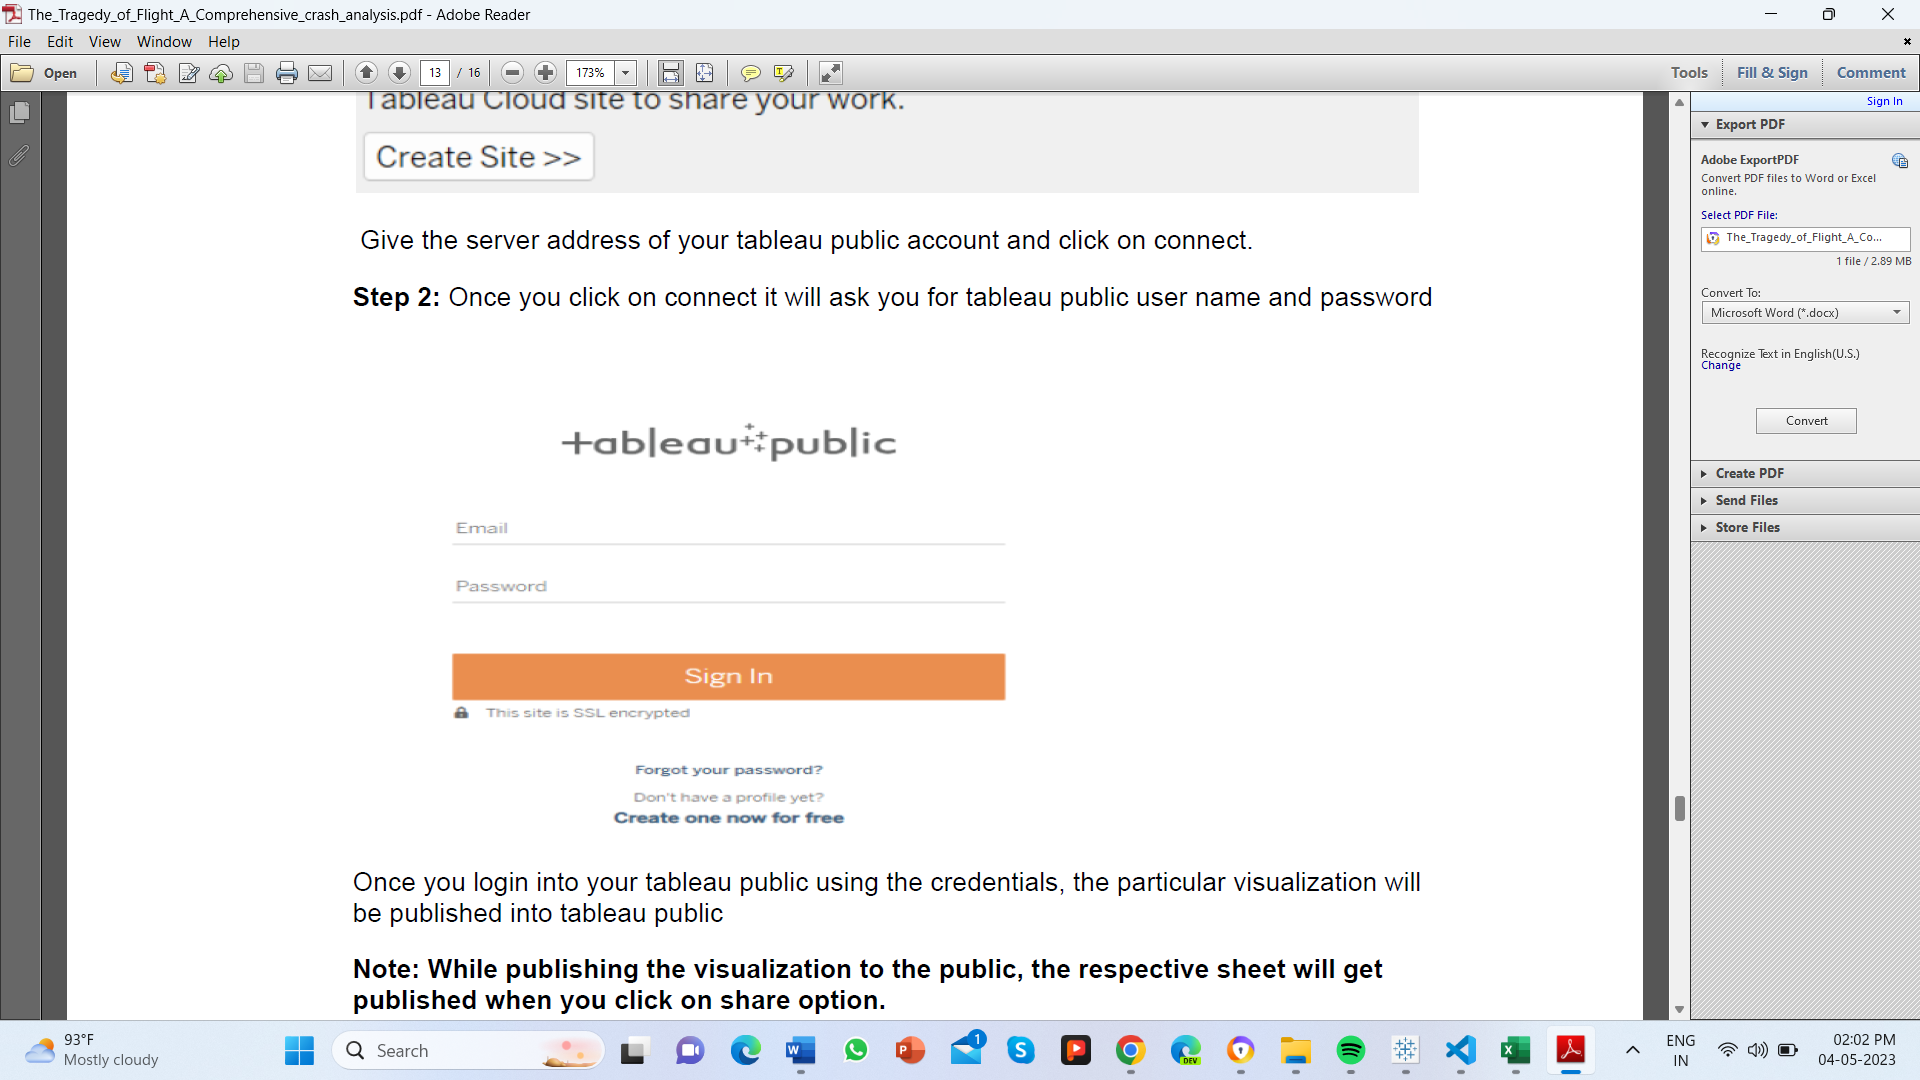 The_Tragedy_of_Flight_A_Comprehensive_crash_analysis.pdf - Adobe Reader
File Edit View Window Help
Open 13 / 16 173% Tools Fill & Sign Comment
Tableau Cloud site to share your work.
Create Site >>
Give the server address of your tableau public account and click on connect.
Step 2: Once you click on connect it will ask you for tableau public user name and password
tableau public
Email
Password
Sign In
This site is SSL encrypted
Forgot your password?
Don't have a profile yet?
Create one now for free
Once you login into your tableau public using the credentials, the particular visualization will
be published into tableau public
Note: While publishing the visualization to the public, the respective sheet will get
published when you click on share option.
Sign In
Export PDF
Adobe ExportPDF
Convert PDF files to Word or Excel
online.
Select PDF File:
The_Tragedy_of_Flight_A_Co...
1 file / 2.89 MB
Convert To:
Microsoft Word (*.docx)
Recognize Text in English(U.S.)
Change
Convert
Create PDF
Send Files
Store Files
93°F
Mostly cloudy
Search
1
DEV
ENG
IN
02:02 PM
04-05-2023